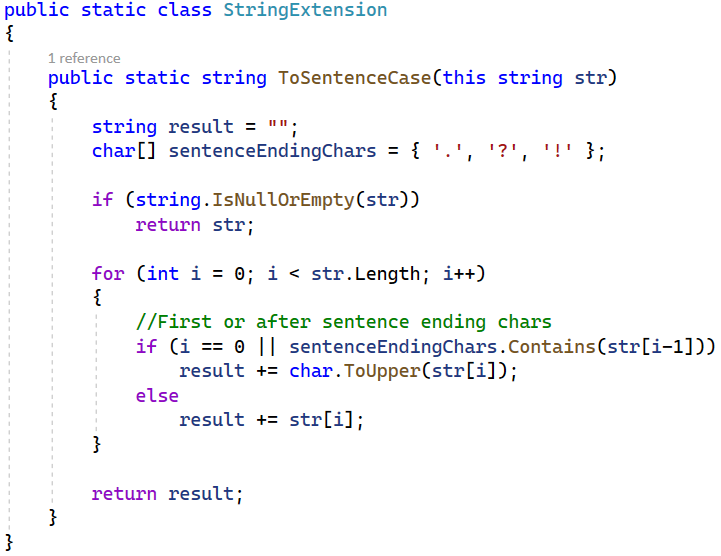 public static class StringExtension
{
1 reference
public static string ToSentenceCase(this string str)
{
string result = "";
char[] sentenceEndingChars = { '.', '?', '!' };
if (string.IsNullOrEmpty(str))
return str;
for (int i = 0; i < str.Length; i++)
{
//First or after sentence ending chars
if (i == 0 || sentenceEndingChars.Contains(str[i-1]))
result += char.ToUpper(str[i]);
else
result += str[i];
}
return result;
}
}